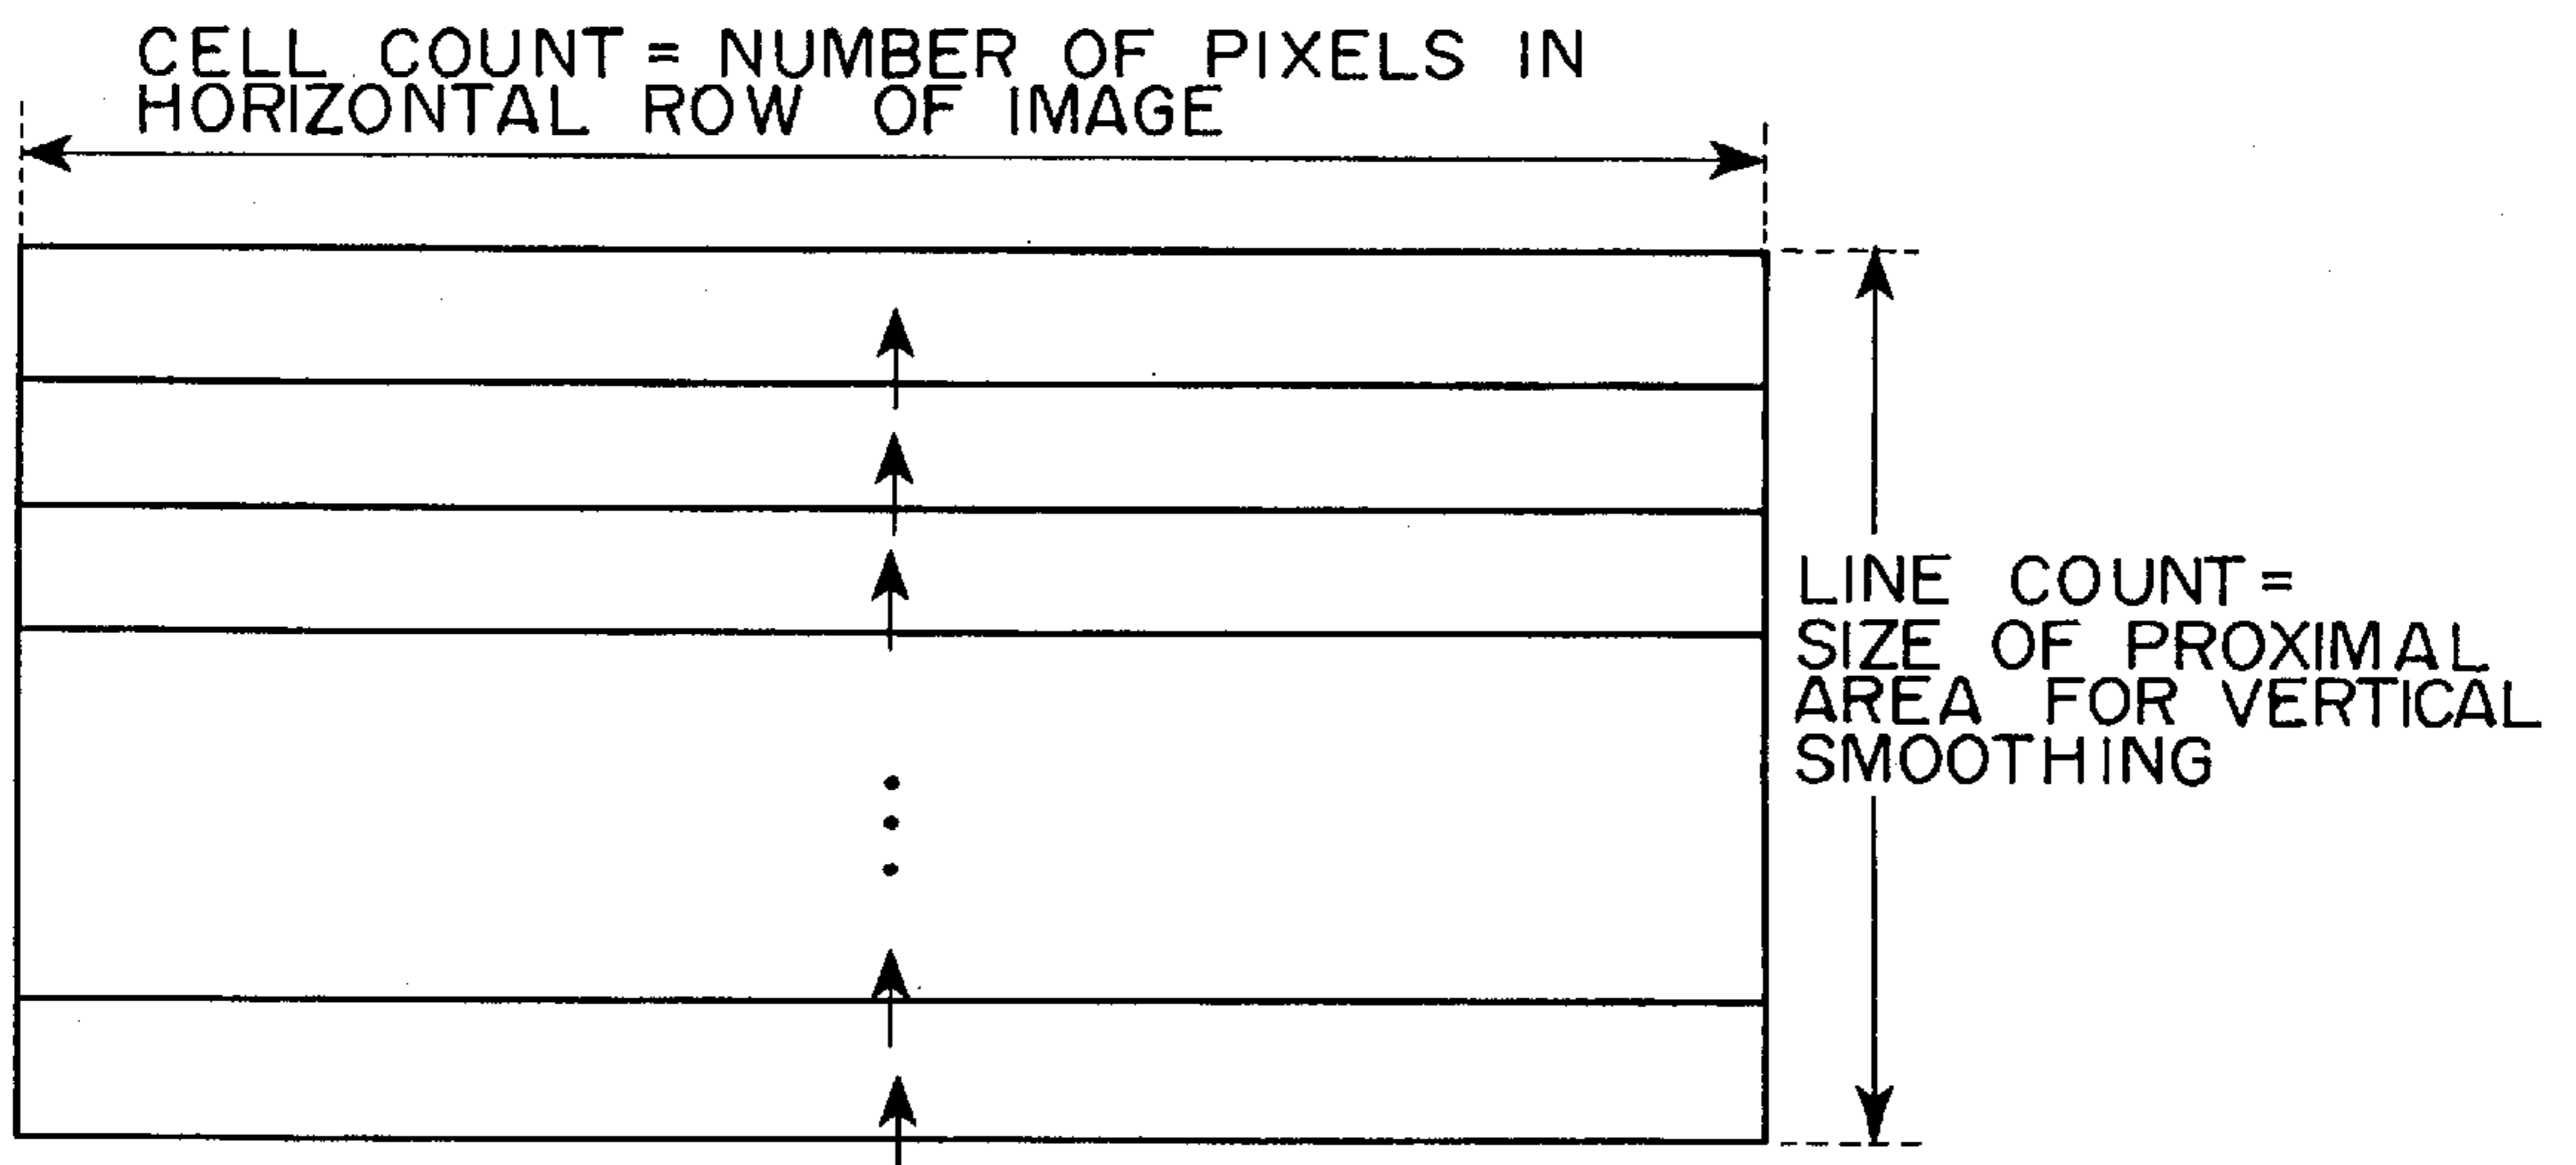 CELL COUNT = NUMBER OF PIXELS IN
HORIZONTAL ROW OF IMAGE
LINE COUNT =
SIZE OF PROXIMAL
AREA FOR VERTICAL
SMOOTHING